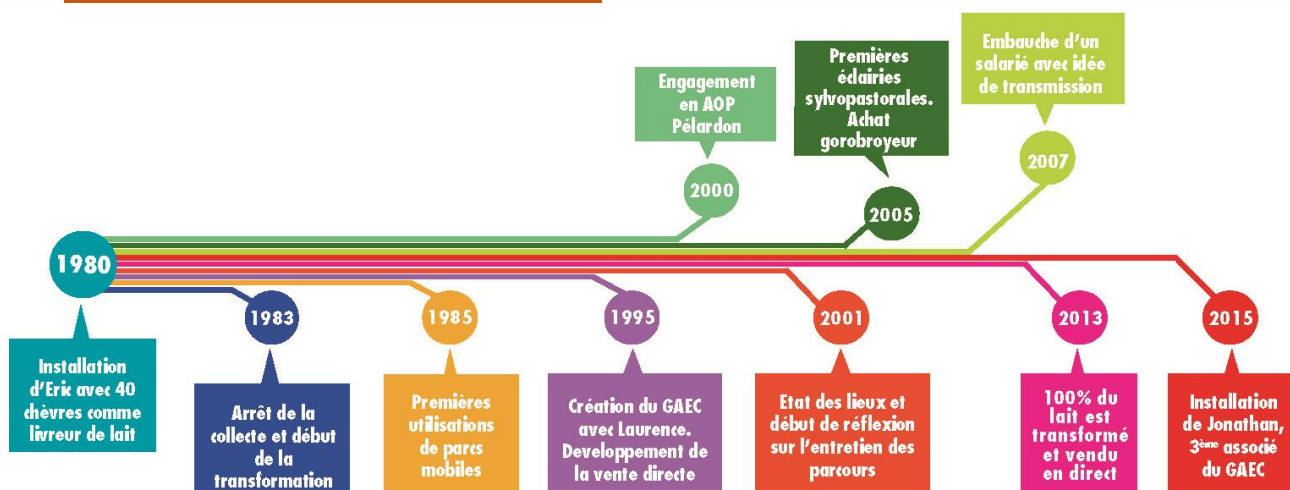 Engagement
en AOP
Pélardon
2000
Premières
éclairies
sylvopastorales.
Achat
gorobroyeur
2005
Embauche d'un
salarié avec idée
de transmission
2007
1980
Installation
d'Eric avec 40
chèvres comme
livreur de lait
1983
Arrêt de la
collecte et début
de la
transformation
1985
Premières
utilisations
de parcs
mobiles
1995
Création du GAEC
avec Laurence.
Developpement de
la vente directe
2001
Etat des lieux et
début de réflexion
sur l'entretien des
parcours
2013
100% du
lait est
transformé
et vendu
en direct
2015
Installation
de Jonathan,
3ème associé
du GAEC